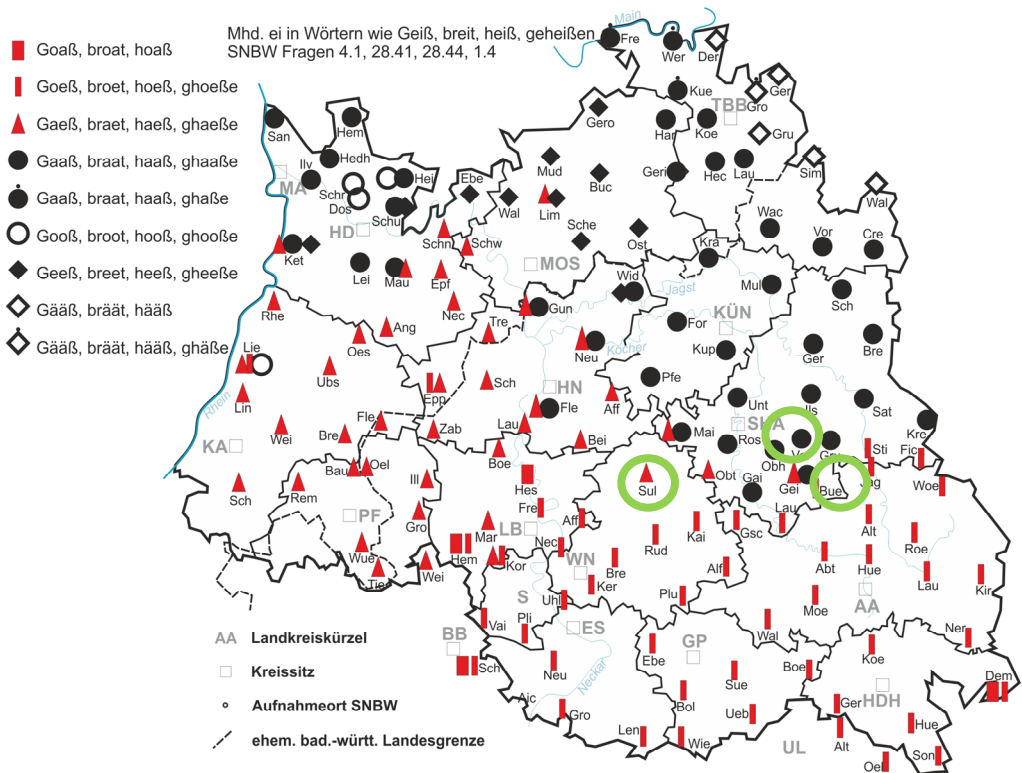 Mhd. ei in Wörtern wie Geiß, breit, heiß, geheißen
SNBW Fragen 4.1, 28.41, 28.44, 1.4
Goaß, broat, hoaß
Goeß, broet, hoeß, ghoeße
Gaeß, braet, haeß, ghaeße
Gaaß, braat, haaß, ghaaße
Gaaß, braat, haaß, ghaße
Gooß, broot, hooß, ghooße
Geeß, breet, heeß, gheeße
Gääß, bräät, hääß
Gääß, bräät, hääß, ghäße
Main
Fre
Wer
Der
Kue
TBB
Gro
Ger
Gru
Gero
Har
Koe
San
Hem
Hedh
Ilv
MA
Schr
Dos
Hei
Schu
Ebe
Mud
Buc
Wal
Lim
Geri
Hec
Lau
Sim
Wal
HD
Schn
Schw
Sche
Ost
Wac
Vor
Cre
Ket
Lei
Mau
Epf
MOS
Kra
Wid
Jagst
Mul
Sch
Rhe
Nec
Gun
For
KÜN
Oes
Ang
Tre
Neu
Kocher
Kup
Ger
Bre
Lie
Ubs
Epp
Sch
HN
Pfe
Lin
Rhein
Fle
Aff
Unt
Ils
Sat
Wei
Bre
Fle
Zab
Lau
Bei
Mai
Ros
SHA
Krc
KA
Bau
Oel
Boe
Obh
Sti
Fic
Sch
Rem
Ill
Hes
Sul
Obt
Gai
Gei
Bue
Jag
Woe
PF
Gro
Fre
Aff
LB
Nec
Mar
Rud
Kai
Gsc
Lau
Alt
Roe
Wue
Tie
Wei
Hem
Kor
WN
Bre
Ker
Alf
Abt
Hue
Lau
Kir
S
Uhl
Plu
Moe
AA
Vai
Pli
ES
Wal
Ner
BB
Sch
Neu
Ebe
GP
Boe
Koe
Sue
Dem
Neckar
Aic
Gro
Bol
Ueb
Ger
HDH
Hue
Len
Wie
UL
Alt
Oel
Son
AA Landkreiskürzel
Kreissitz
Aufnahmeort SNBW
ehem. bad.-württ. Landesgrenze